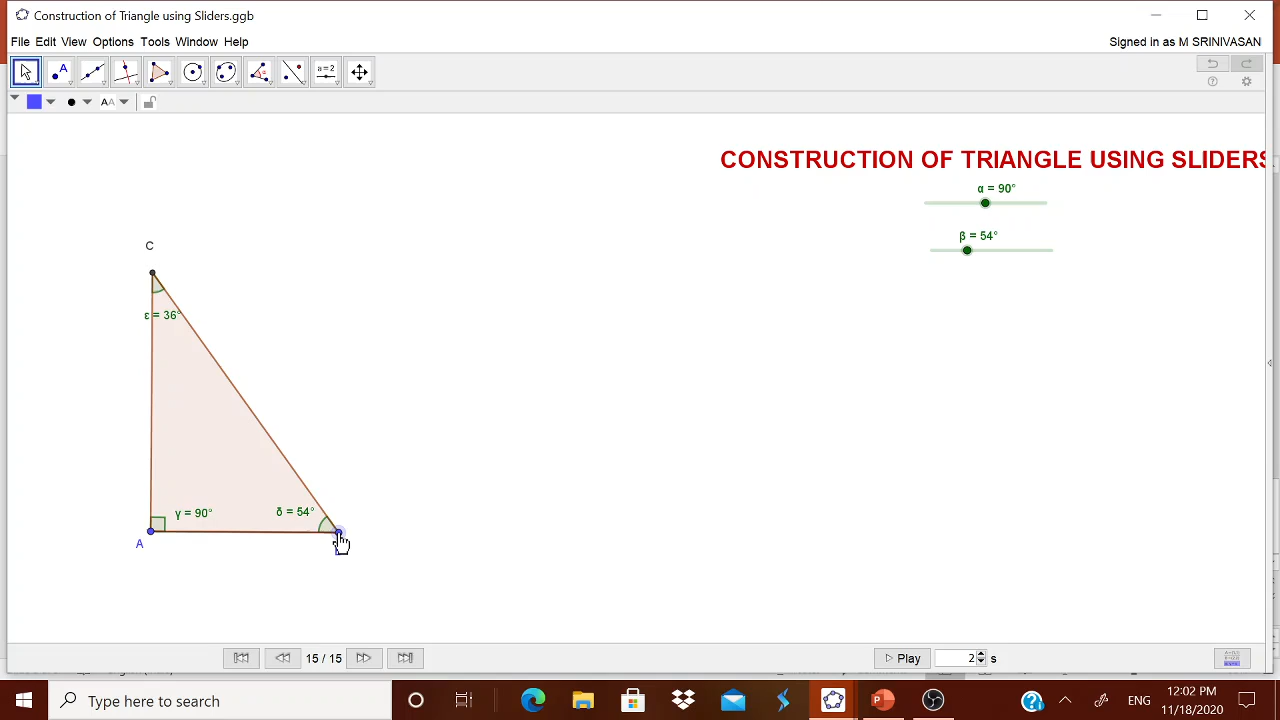 Construction of Triangle using Sliders.ggb
File Edit View Options Tools Window Help
Signed in as M SRINIVASAN
A
a=2
AA
CONSTRUCTION OF TRIANGLE USING SLIDERS
α = 90°
β = 54°
C
ε = 36°
γ = 90°
δ = 54°
A
15 / 15
Play
2 s
Type here to search
ENG
12:02 PM
11/18/2020